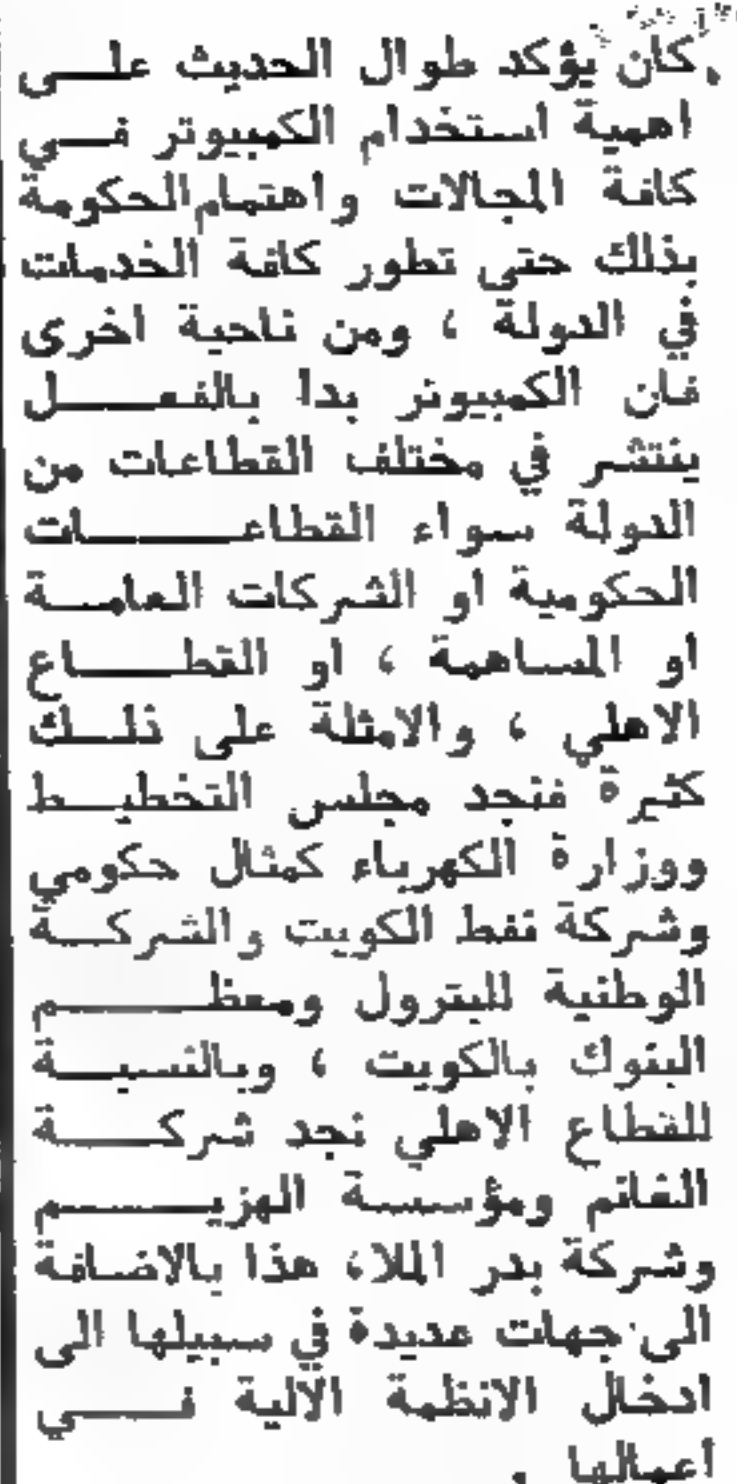 كان يؤكد طوال الحديث على
اهمية استخدام الكمبيوتر في
كافة المجالات واهتمام الحكومة
بذلك حتى تطور كافة الخدمات
في الدولة ، ومن ناحية اخرى
فان الكمبيوتر بدا بالفعل
ينتشر في مختلف القطاعات من
الدولة سواء القطاعات
الحكومية او الشركات العامة
او المساهمة ، او القطاع
الاهلي ، والامثلة على ذلك
كثيرة فنجد مجلس التخطيط
ووزارة الكهرباء كمثال حكومي
وشركة نفط الكويت والشركة
الوطنية للبترول ومعظم
البنوك بالكويت ، وبالنسبة
للقطاع الاهلي نجد شركة
الغانم ومؤسسة الهزيم
وشركة بدر الملا، هذا بالاضافة
الى جهات عديدة في سبيلها الى
ادخال الانظمة الآلية في
اعمالها .